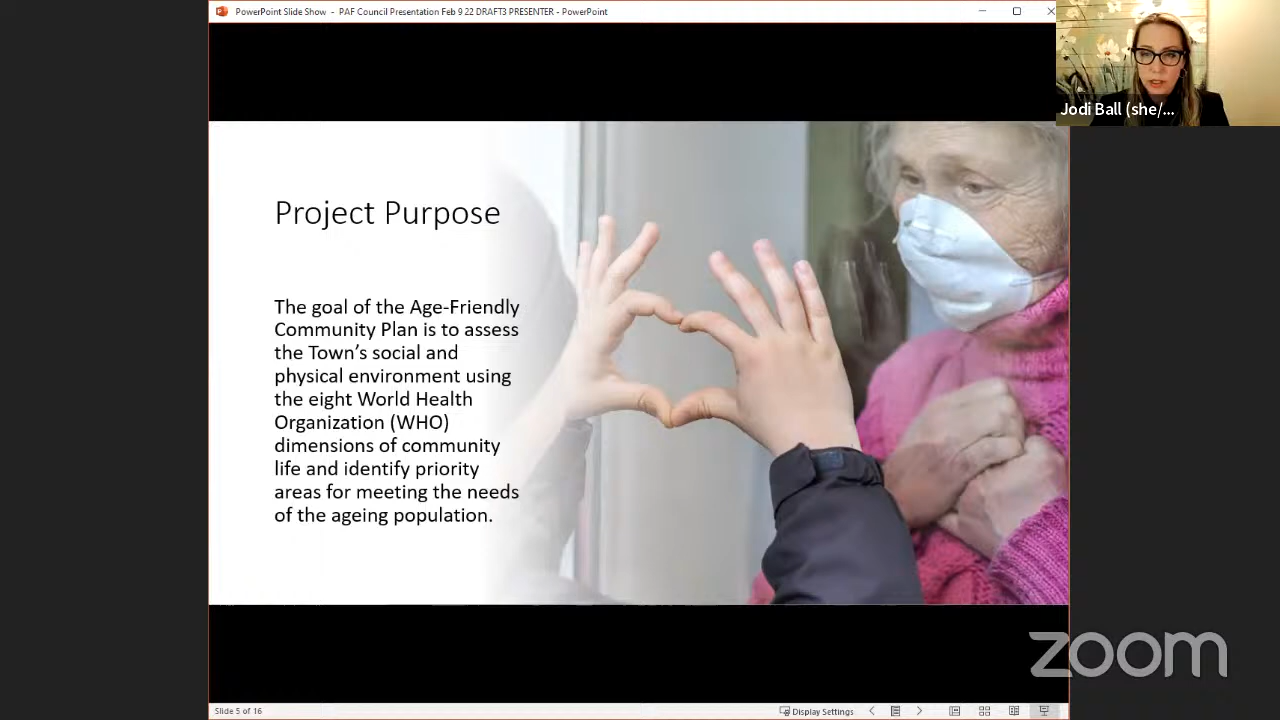 PowerPoint Slide Show - PAF Council Presentation Feb 9 22 DRAFT3 PRESENTER - PowerPoint
Jodi Ball (she/...
Project Purpose
The goal of the Age-Friendly
Community Plan is to assess
the Town's social and
physical environment using
the eight World Health
Organization (WHO)
dimensions of community
life and identify priority
areas for meeting the needs
of the ageing population.
zoom
Slide 5 of 16
Display Settings